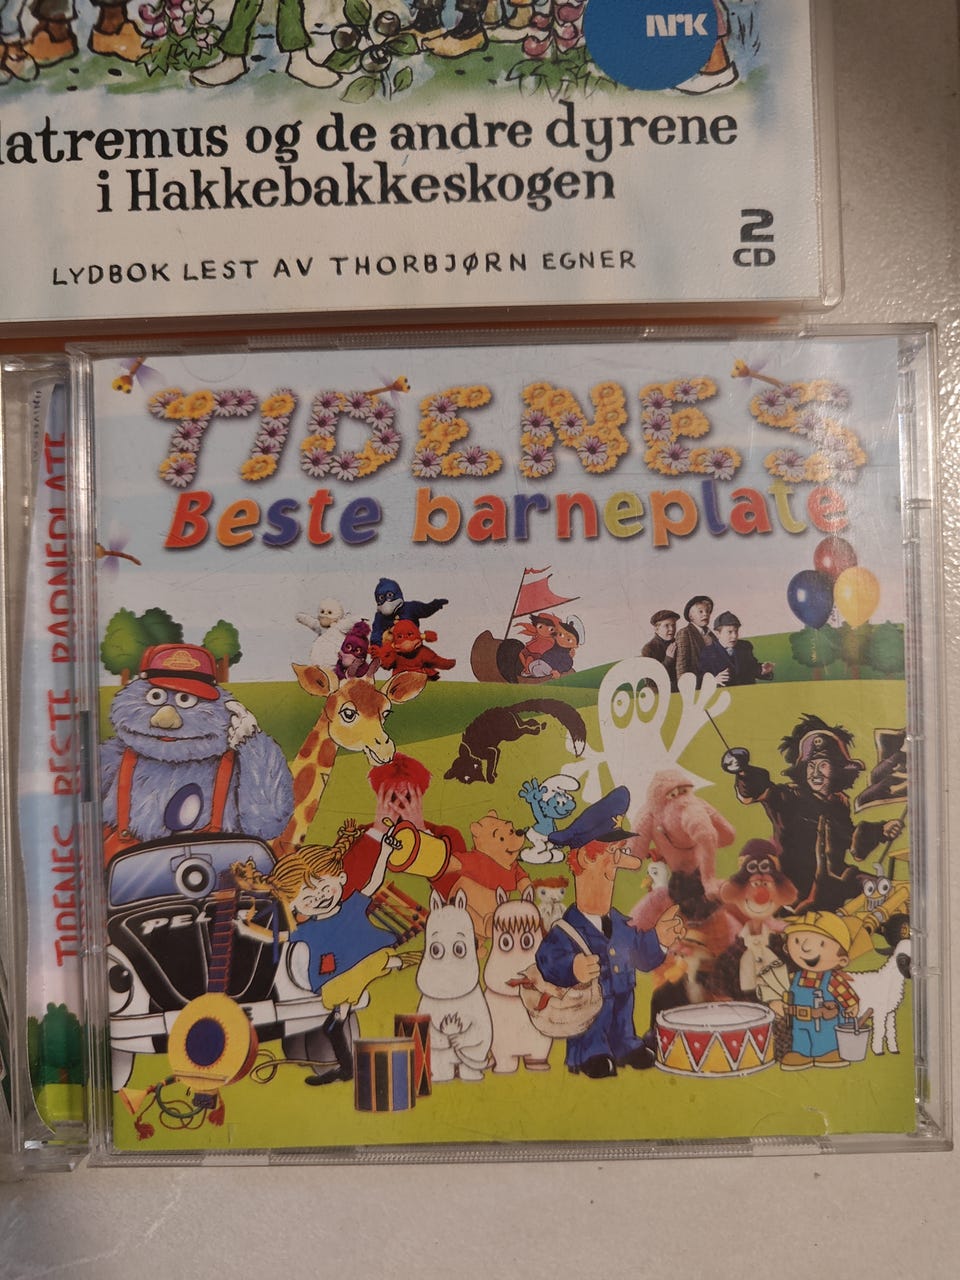 NRK
latremus og de andre dyrene
i Hakkebakkeskogen
2
CD
LYDBOK LEST AV THORBJØRN EGNER
TIDENES
Beste barneplate
TIDENES BESTE BARNEPLATE
PEL